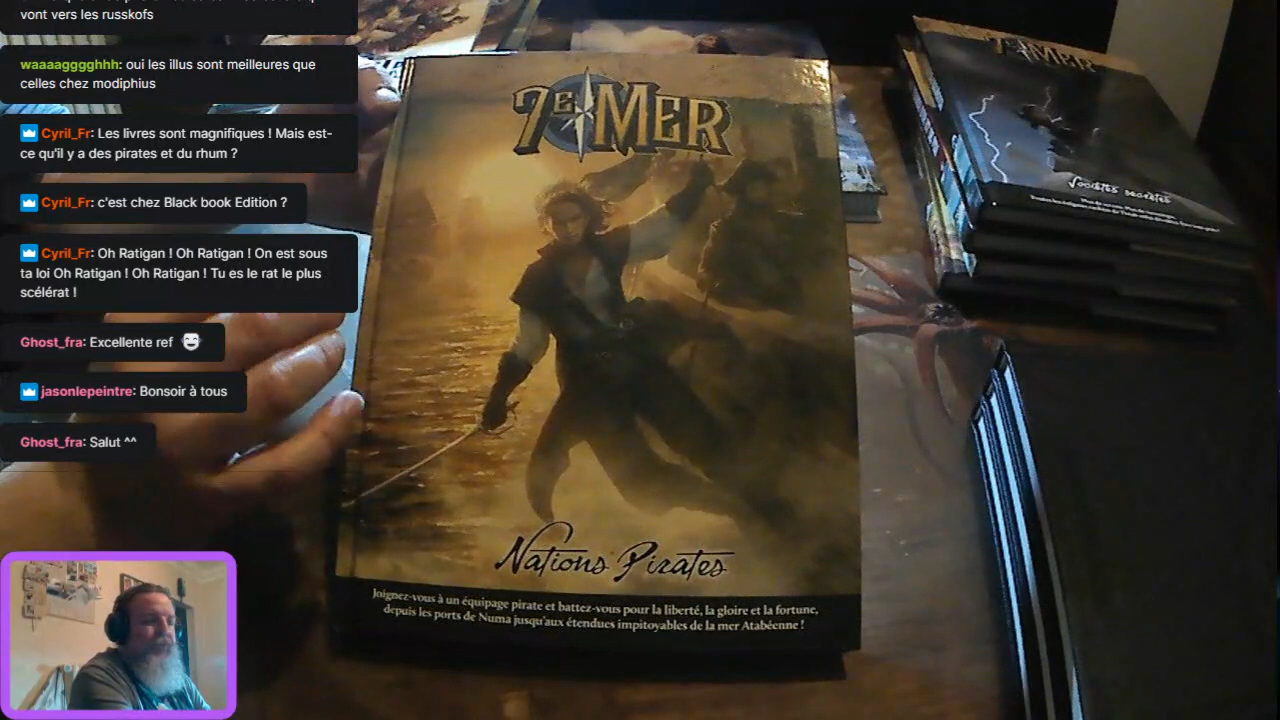 vont vers les russkofs
waaaagggghhh: oui les illus sont meilleures que
celles chez modiphius
Cyril_Fr: Les livres sont magnifiques ! Mais est-
ce qu'il y a des pirates et du rhum ?
Cyril_Fr: c'est chez Black book Edition ?
Cyril_Fr: Oh Ratigan ! Oh Ratigan ! On est sous
ta loi Oh Ratigan ! Oh Ratigan ! Tu es le rat le plus
scélérat !
Ghost_fra: Excellente ref
jasonlepeintre: Bonsoir à tous
Ghost_fra: Salut ^^
7E MER
Nations Pirates
Joignez-vous à un équipage pirate et battez-vous pour la liberté, la gloire et la fortune,
depuis les ports de Numa jusqu'aux étendues impitoyables de la mer Atabéenne !
7E MER
Sociétés secrètes